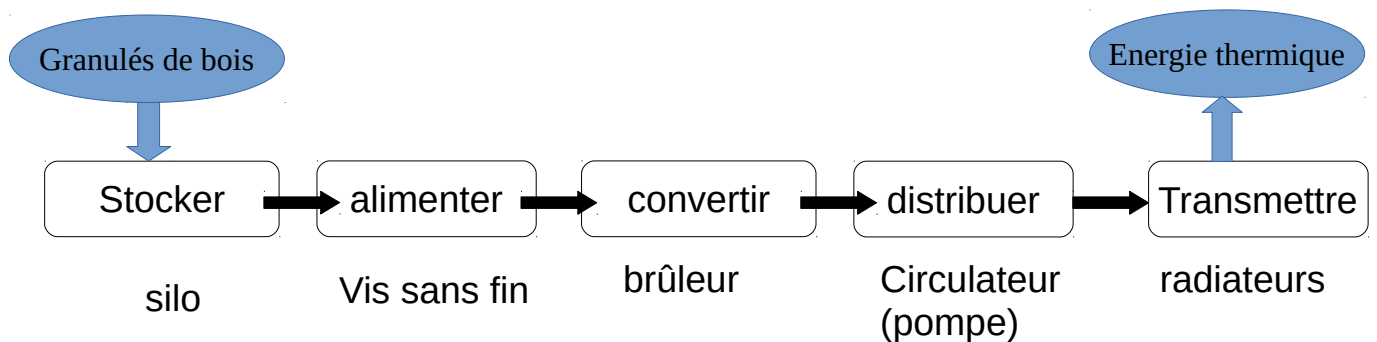 Granulés de bois
Energie thermique
Stocker
alimenter
convertir
distribuer
Transmettre
silo
Vis sans fin
brûleur
Circulateur
(pompe)
radiateurs